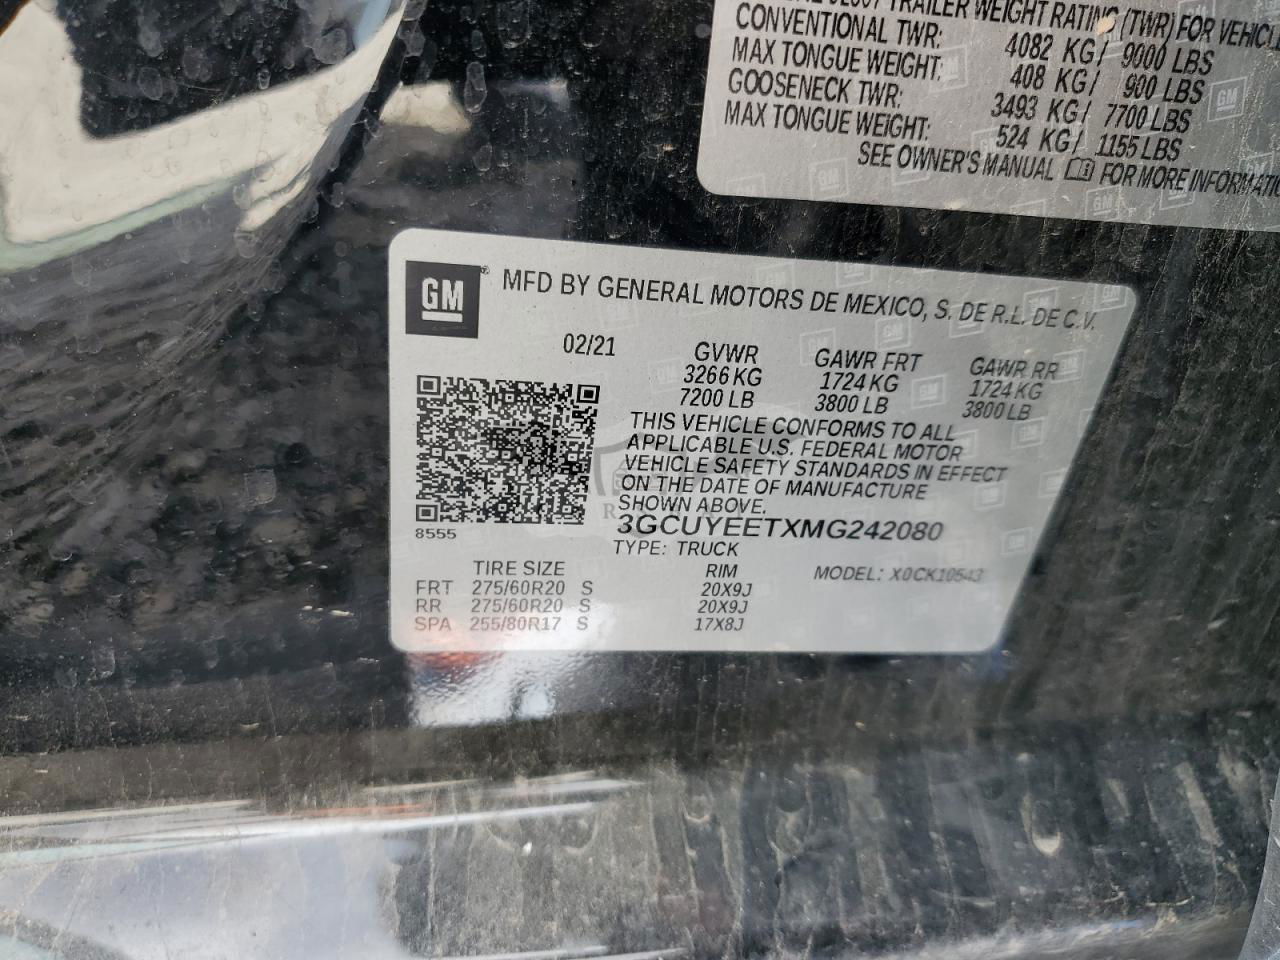 TRAILER WEIGHT RATING (TWR) FOR
CONVENTIONAL TWR: 4082 KG/ 9000 LBS
MAX TONGUE WEIGHT: 408 KG/ 900 LBS
GOOSENECK TWR: 3493 KG/ 7700 LBS
MAX TONGUE WEIGHT: 524 KG/ 1155 LBS
SEE OWNER'S MANUAL FOR MORE
GM MFD BY GENERAL MOTORS DE MEXICO, S. DE R.L. DE C.V.
02/21 GVWR GAWR FRT GAWR RR
3266 KG 1724 KG 1724 KG
7200 LB 3800 LB 3800 LB
THIS VEHICLE CONFORMS TO ALL
APPLICABLE U.S. FEDERAL MOTOR
VEHICLE SAFETY STANDARDS IN EFFECT
ON THE DATE OF MANUFACTURE
SHOWN ABOVE.
3GCUYEETXMG242080
8555
TYPE: TRUCK
TIRE SIZE RIM MODEL: X0CK10543
FRT 275/60R20 S 20X9J
RR 275/60R20 S 20X9J
SPA 255/80R17 S 17X8J